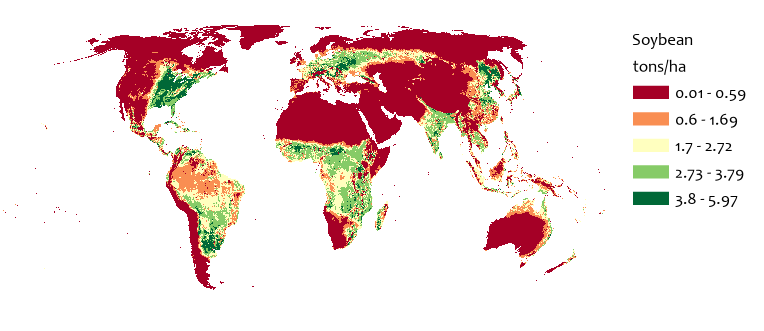 Soybean
tons/ha
0.01 - 0.59
0.6 - 1.69
1.7 - 2.72
2.73 - 3.79
3.8 - 5.97